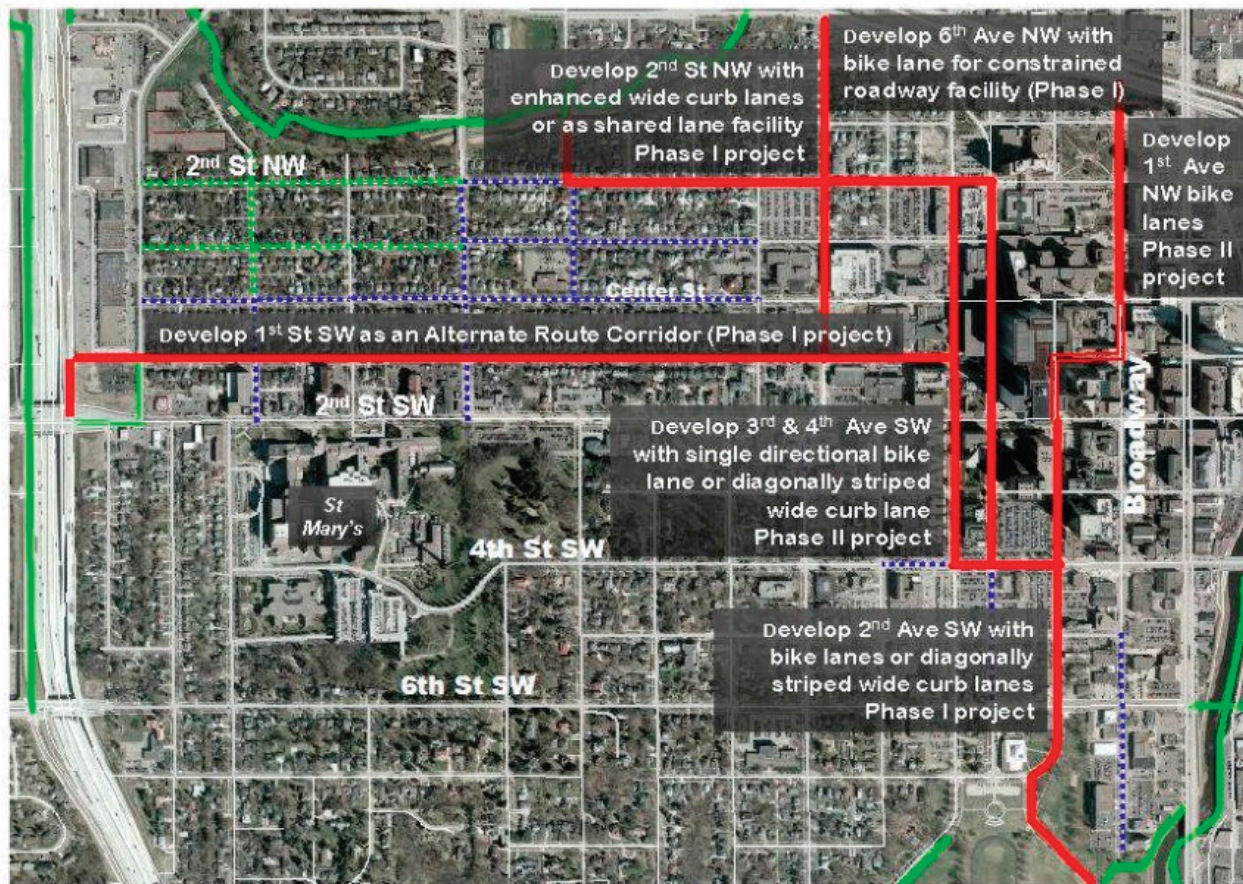 Develop 2nd St NW with
enhanced wide curb lanes
or as shared lane facility
Phase I project
Develop 6th Ave NW with
bike lane for constrained
roadway facility (Phase I)
Develop
1st Ave
NW bike
lanes
Phase II
project
2nd St NW
Center St
Develop 1st St SW as an Alternate Route Corridor (Phase I project)
2nd St SW
Broadway
Develop 3rd & 4th Ave SW
with single directional bike
lane or diagonally striped
wide curb lane
Phase II project
St
Mary's
4th St SW
Develop 2nd Ave SW with
bike lanes or diagonally
striped wide curb lanes
Phase I project
6th St SW